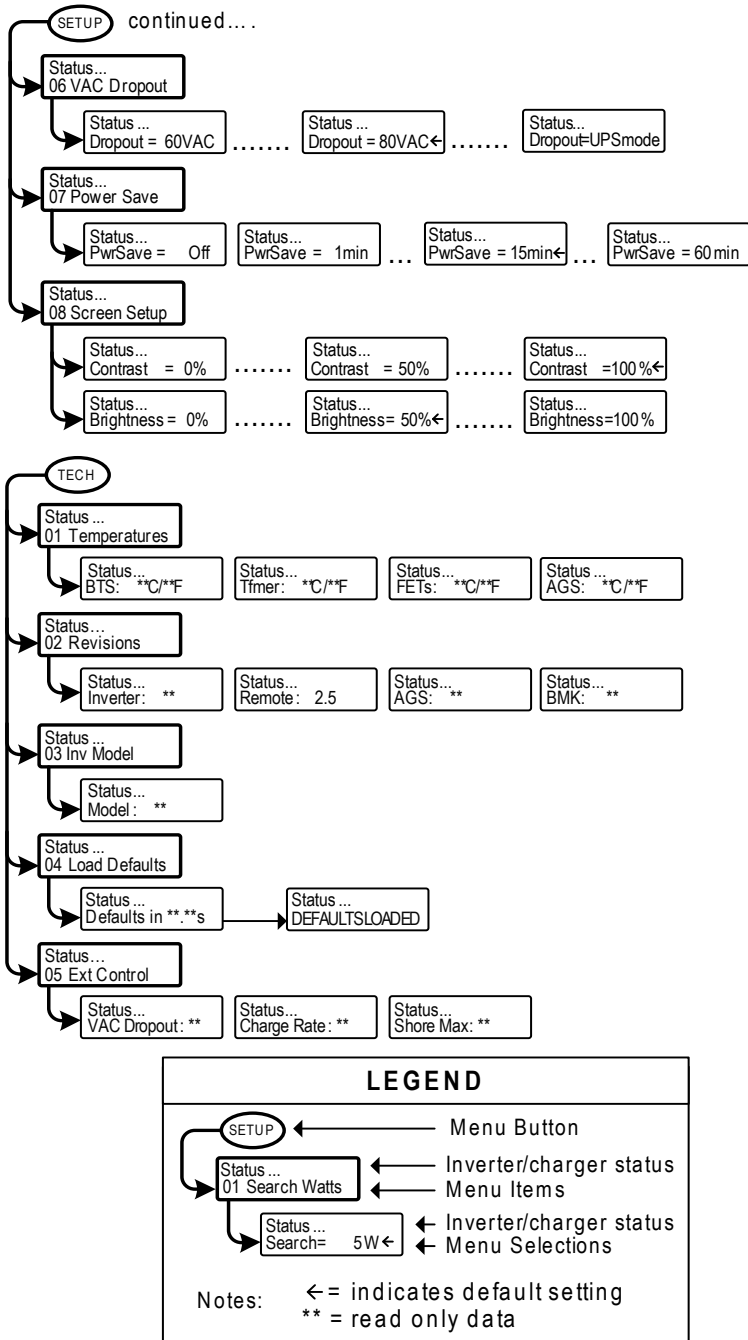 SETUP continued....
Status...
06 VAC Dropout
Status ... Status ... Status...
Dropout = 60VAC ....... Dropout = 80VAC← ....... Dropout=UPSmode
Status...
07 Power Save
Status... Status... Status... Status...
PwrSave = Off PwrSave = 1min ... PwrSave = 15min← ... PwrSave = 60min
Status...
08 Screen Setup
Status... Status... Status...
Contrast = 0% ....... Contrast = 50% ....... Contrast =100%←
Status... Status... Status...
Brightness= 0% ....... Brightness= 50%← ....... Brightness=100%
TECH
Status ...
01 Temperatures
Status... Status... Status... Status ...
BTS: **C/**F Tfmer: **C/**F FETs: **C/**F AGS: **C/**F
Status...
02 Revisions
Status... Status... Status... Status...
Inverter: ** Remote: 2.5 AGS: ** BMK: **
Status ...
03 Inv Model
Status...
Model: **
Status ...
04 Load Defaults
Status ... Status ...
Defaults in **.**s DEFAULTSLOADED
Status...
05 Ext Control
Status... Status... Status...
VAC Dropout: ** Charge Rate: ** Shore Max: **
LEGEND
SETUP Menu Button
Status ... Inverter/charger status
01 Search Watts Menu Items
Status ... Inverter/charger status
Search= 5W← Menu Selections
Notes: ←= indicates default setting
** = read only data